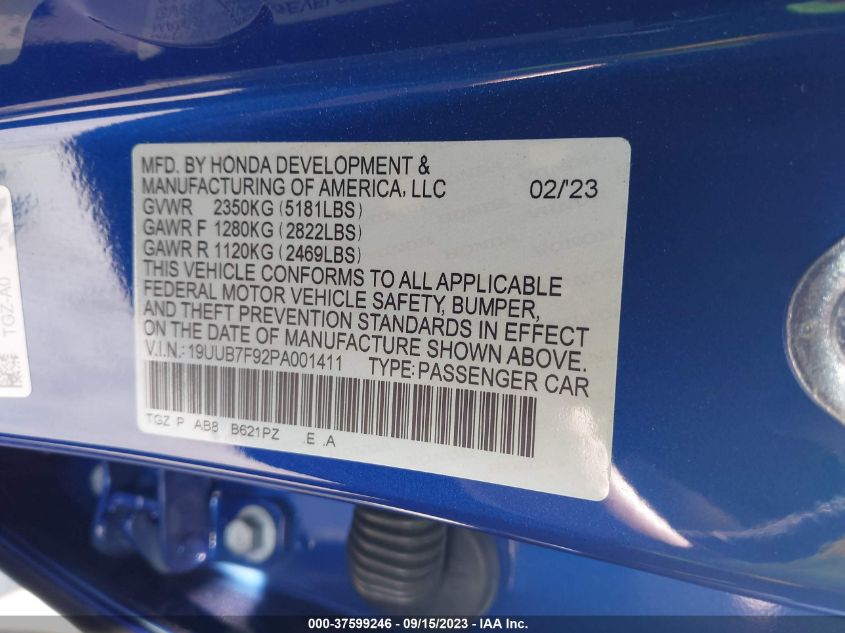 MFD. BY HONDA DEVELOPMENT &
MANUFACTURING OF AMERICA, LLC 02/'23
GVWR 2350KG (5181LBS)
GAWR F 1280KG (2822LBS)
GAWR R 1120KG (2469LBS)
THIS VEHICLE CONFORMS TO ALL APPLICABLE
FEDERAL MOTOR VEHICLE SAFETY, BUMPER,
AND THEFT PREVENTION STANDARDS IN EFFECT
ON THE DATE OF MANUFACTURE SHOWN ABOVE.
V.I.N.: 19UUB7F92PA001411 TYPE: PASSENGER CAR
TGZ P AB8 B621PZ .E .A
TGZ-A0
000-37599246 - 09/15/2023 - IAA Inc.